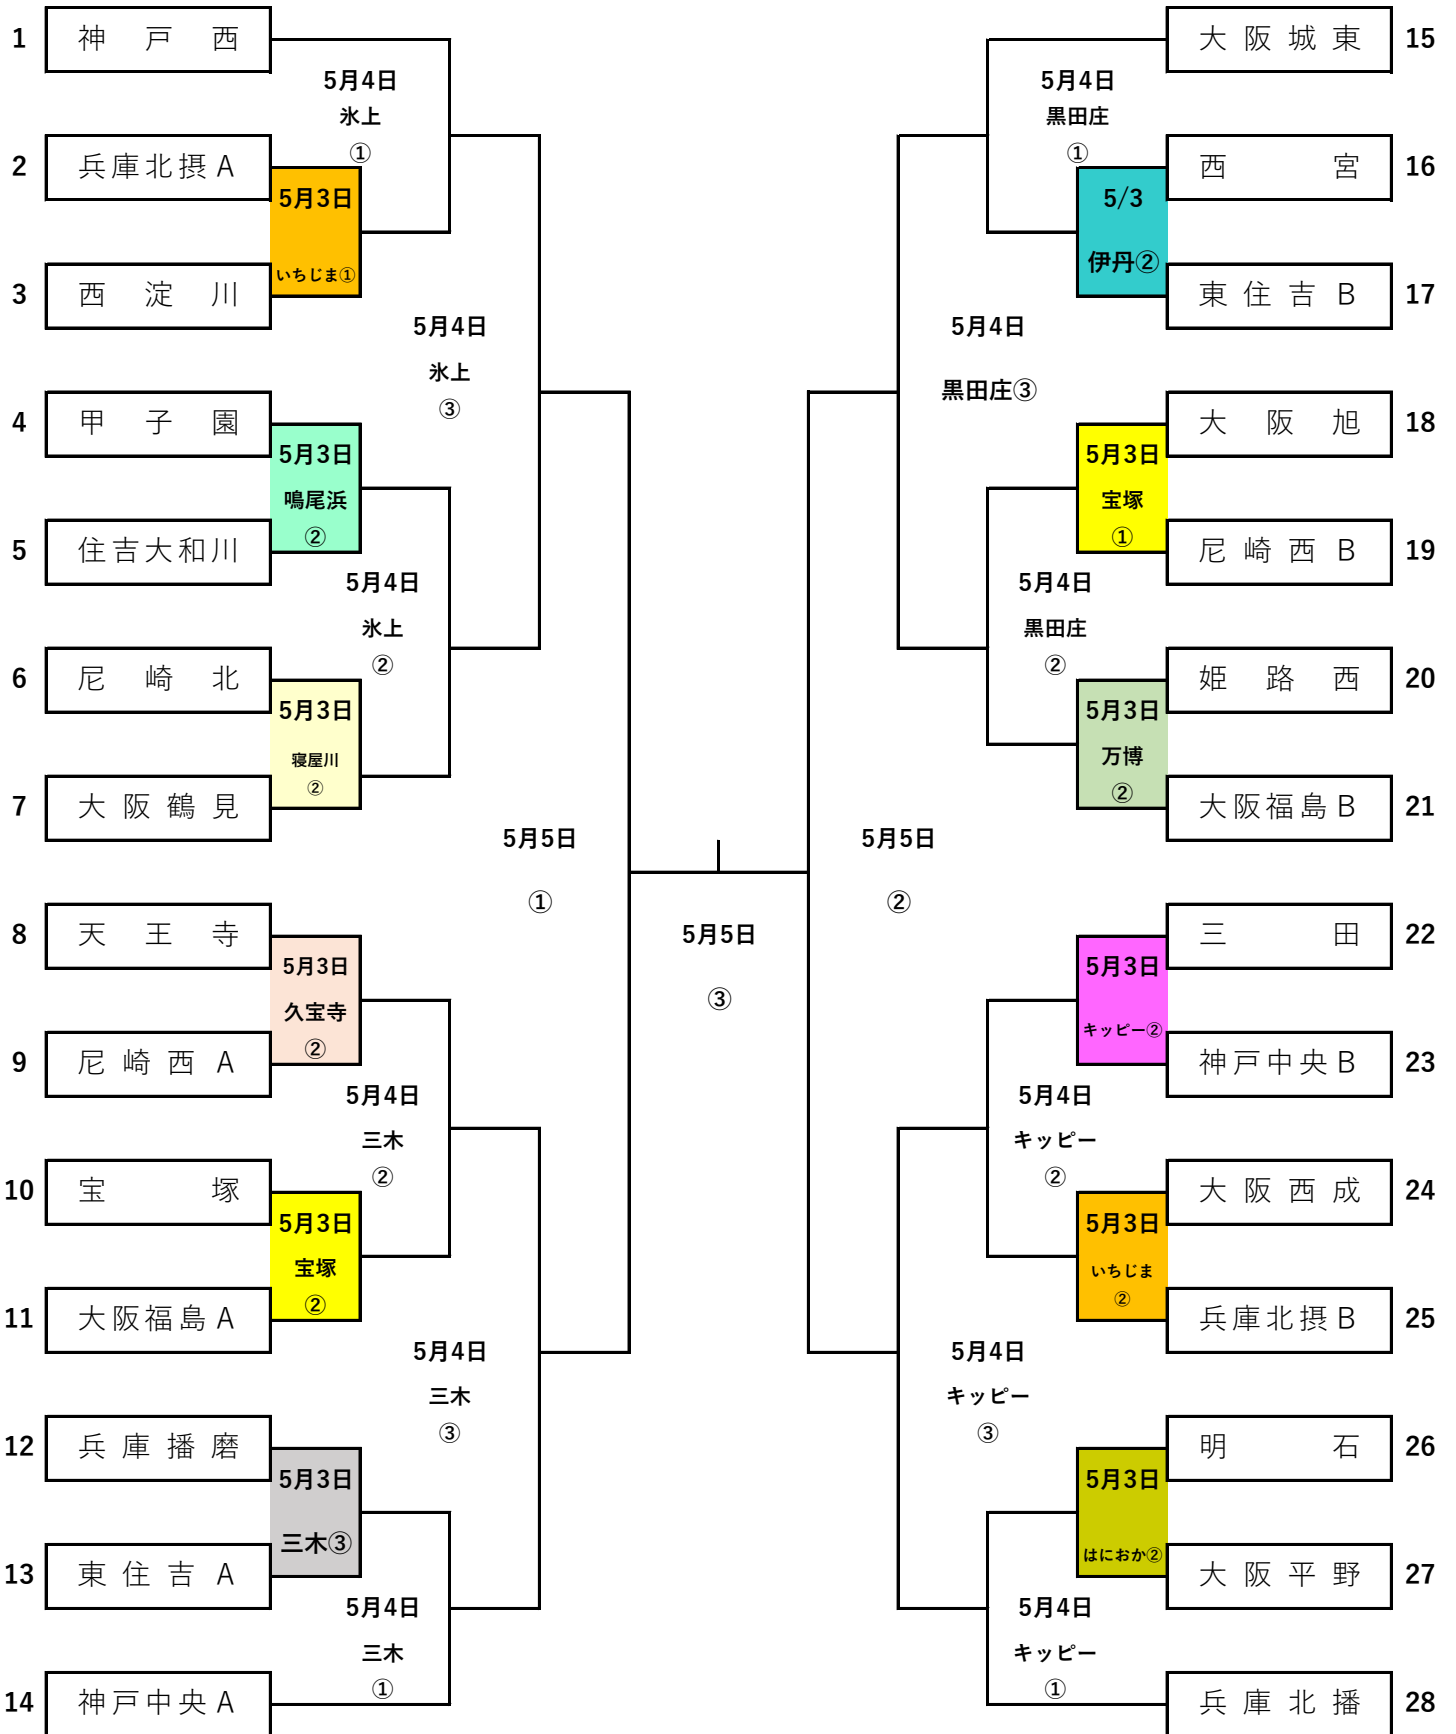 1 神戸西
5月4日
氷上
①
2 兵庫北摂A
5月3日
いちじま①
3 西淀川
5月4日
氷上
③
4 甲子園
5月3日
鳴尾浜
②
5 住吉大和川
5月4日
氷上
②
6 尼崎北
5月3日
寝屋川
②
7 大阪鶴見
5月5日
①
8 天王寺
5月3日
久宝寺
②
9 尼崎西A
5月4日
三木
②
10 宝塚
5月3日
宝塚
②
11 大阪福島A
5月4日
三木
③
12 兵庫播磨
5月3日
三木③
13 東住吉A
5月4日
三木
①
14 神戸中央A
5月5日
③
大阪城東 15
5月4日
黒田庄
①
西宮 16
5/3
伊丹②
東住吉B 17
5月4日
黒田庄③
大阪旭 18
5月3日
宝塚
①
尼崎西B 19
5月4日
黒田庄
②
姫路西 20
5月3日
万博
②
大阪福島B 21
5月5日
②
三田 22
5月3日
キッピー②
神戸中央B 23
5月4日
キッピー
②
大阪西成 24
5月3日
いちじま
②
兵庫北摂B 25
5月4日
キッピー
③
明石 26
5月3日
はにおか②
大阪平野 27
5月4日
キッピー
①
兵庫北播 28